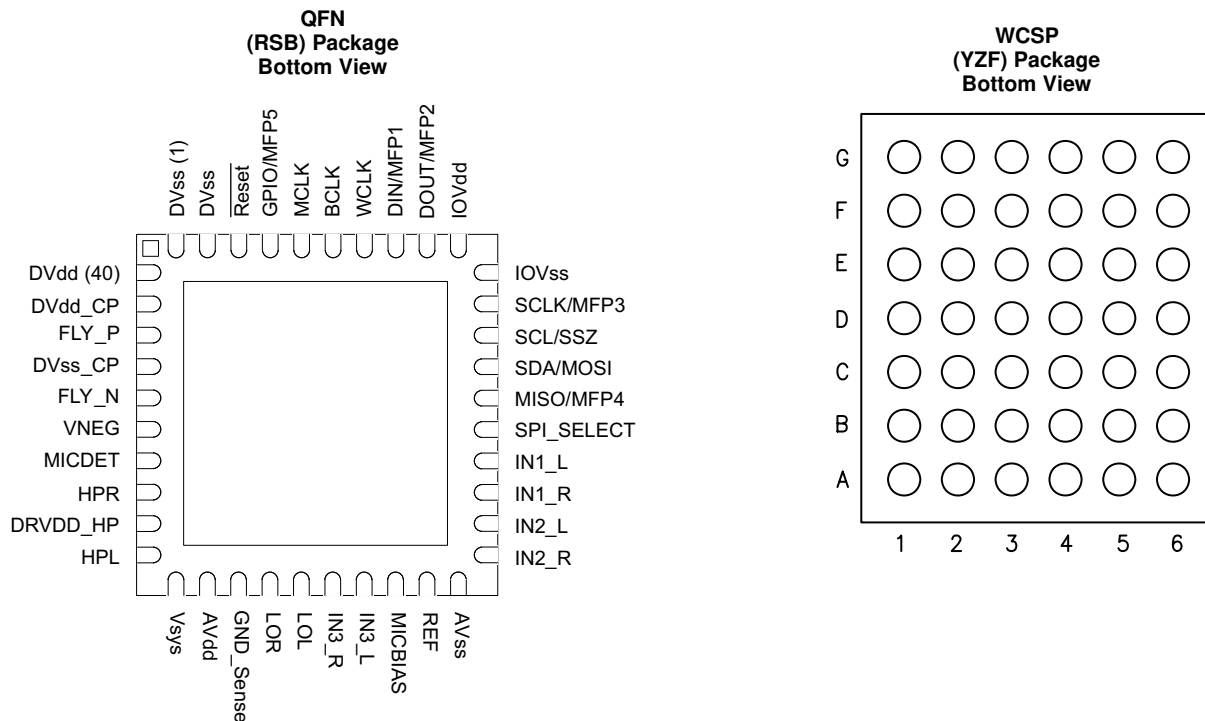 QFN
(RSB) Package
Bottom View
DVss (1)
DVss
Reset
GPIO/MFP5
MCLK
BCLK
WCLK
DIN/MFP1
DOUT/MFP2
IOVdd
DVdd (40)
DVdd_CP
FLY_P
DVss_CP
FLY_N
VNEG
MICDET
HPR
DRVDD_HP
HPL
IOVss
SCLK/MFP3
SCL/SSZ
SDA/MOSI
MISO/MFP4
SPI_SELECT
IN1_L
IN1_R
IN2_L
IN2_R
Vsys
AVdd
GND_Sense
LOR
LOL
IN3_R
IN3_L
MICBIAS
REF
AVss
WCSP
(YZF) Package
Bottom View
G
F
E
D
C
B
A
1 2 3 4 5 6